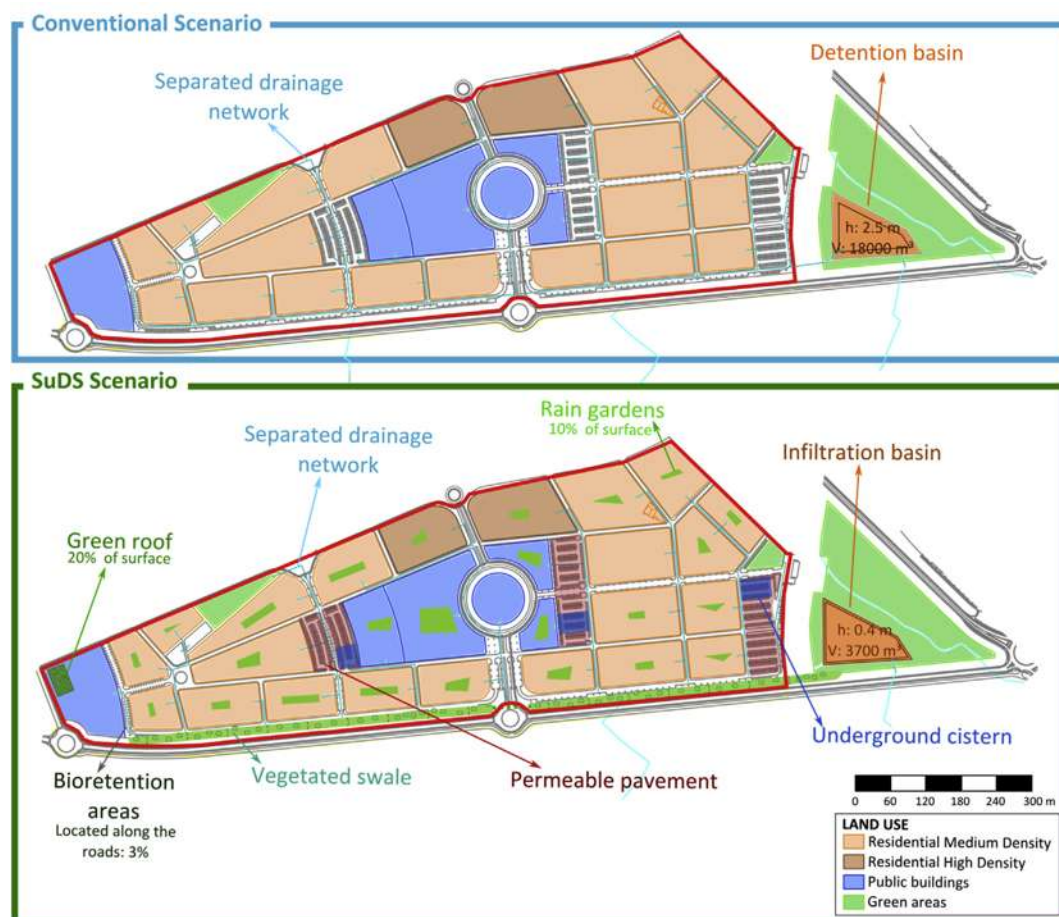 Conventional Scenario
Detention basin
Separated drainage
network
h: 2.5 m
V: 18000 m³
SuDS Scenario
Rain gardens
10% of surface
Separated drainage
network
Infiltration basin
Green roof
20% of surface
h: 0.4 m
V: 3700 m³
Underground cistern
Bioretention
areas
Located along the
roads: 3%
Vegetated swale
Permeable pavement
0 60 120 180 240 300 m
LAND USE
Residential Medium Density
Residential High Density
Public buildings
Green areas